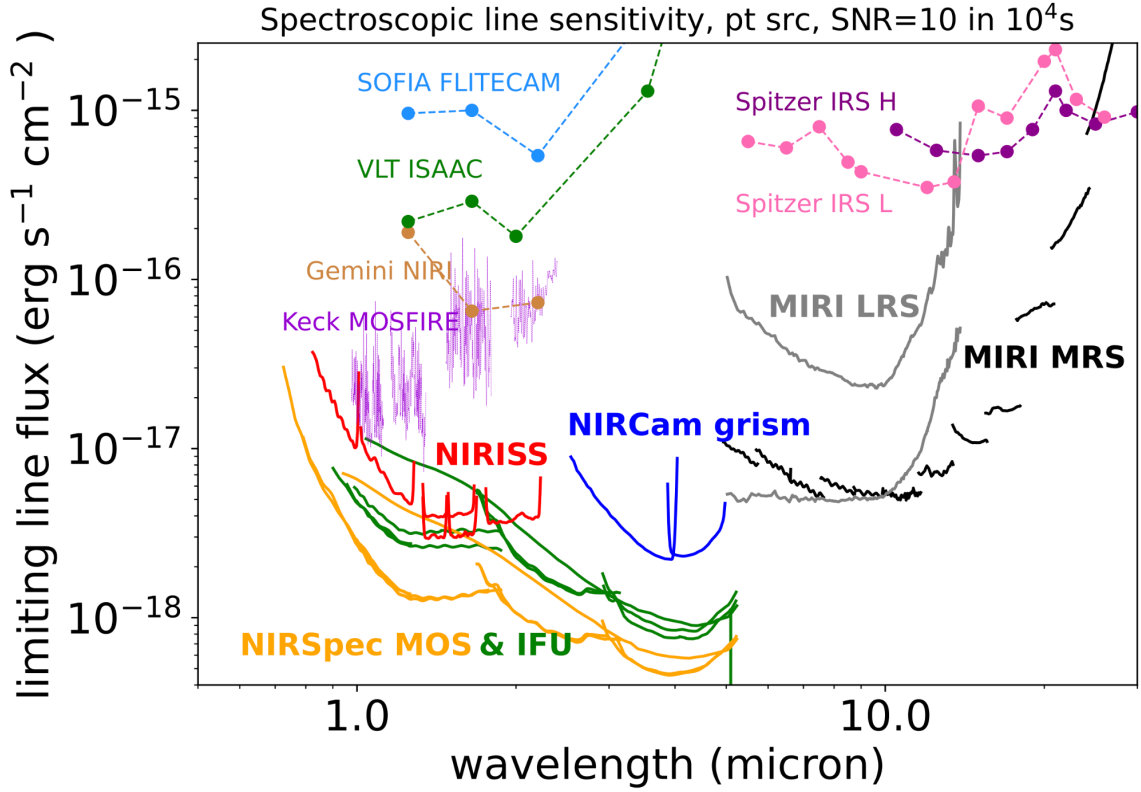 Spectroscopic line sensitivity, pt src, SNR=10 in 10⁴s
limiting line flux (erg s⁻¹ cm⁻² )
10⁻¹⁵
10⁻¹⁶
10⁻¹⁷
10⁻¹⁸
SOFIA FLITECAM
VLT ISAAC
Gemini NIRI
Keck MOSFIRE
Spitzer IRS H
Spitzer IRS L
MIRI LRS
MIRI MRS
NIRCam grism
NIRISS
NIRSpec MOS & IFU
1.0
10.0
wavelength (micron)